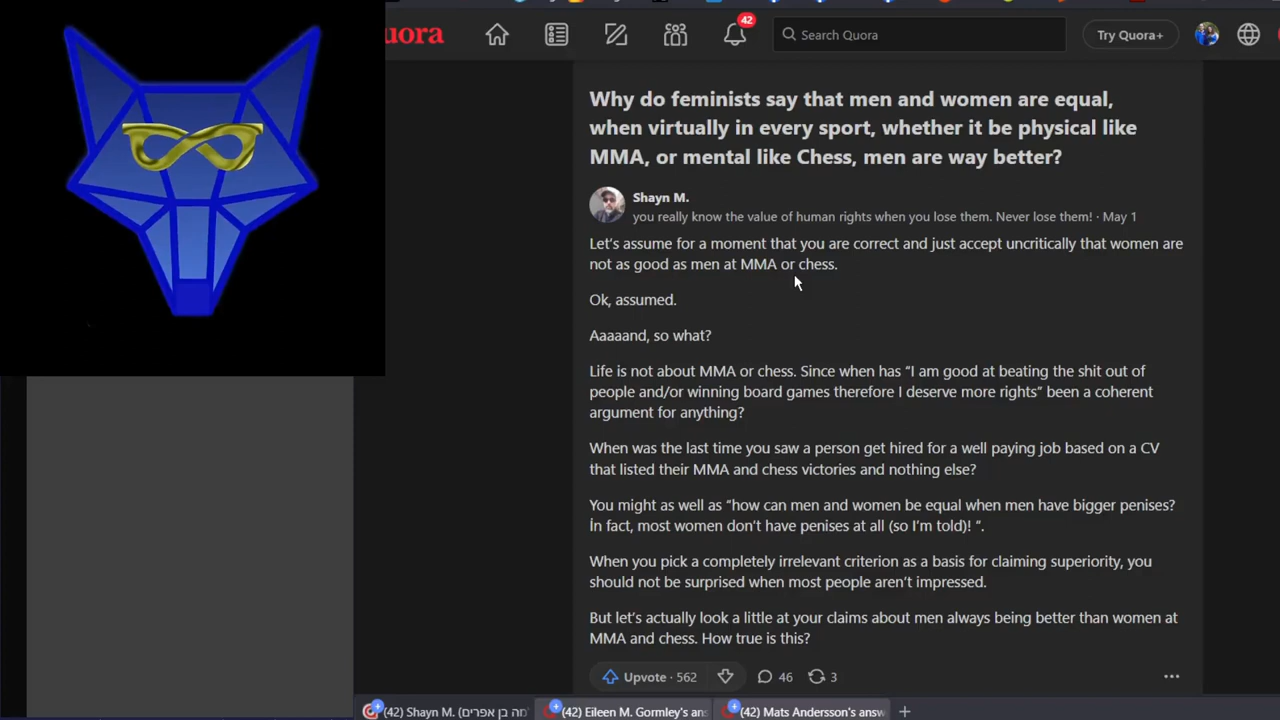 uora
42
Search Quora
Try Quora+
Why do feminists say that men and women are equal,
when virtually in every sport, whether it be physical like
MMA, or mental like Chess, men are way better?
Shayn M.
you really know the value of human rights when you lose them. Never lose them! · May 1
Let's assume for a moment that you are correct and just accept uncritically that women are
not as good as men at MMA or chess.
Ok, assumed.
Aaaaand, so what?
Life is not about MMA or chess. Since when has “I am good at beating the shit out of
people and/or winning board games therefore I deserve more rights” been a coherent
argument for anything?
When was the last time you saw a person get hired for a well paying job based on a CV
that listed their MMA and chess victories and nothing else?
You might as well as “how can men and women be equal when men have bigger penises?
İn fact, most women don't have penises at all (so I'm told)! “.
When you pick a completely irrelevant criterion as a basis for claiming superiority, you
should not be surprised when most people aren't impressed.
But let's actually look a little at your claims about men always being better than women at
MMA and chess. How true is this?
Upvote · 562
46
3
(42) Shayn M. (מה בן אפרים
(42) Eileen M. Gormley's an
(42) Mats Andersson's answ